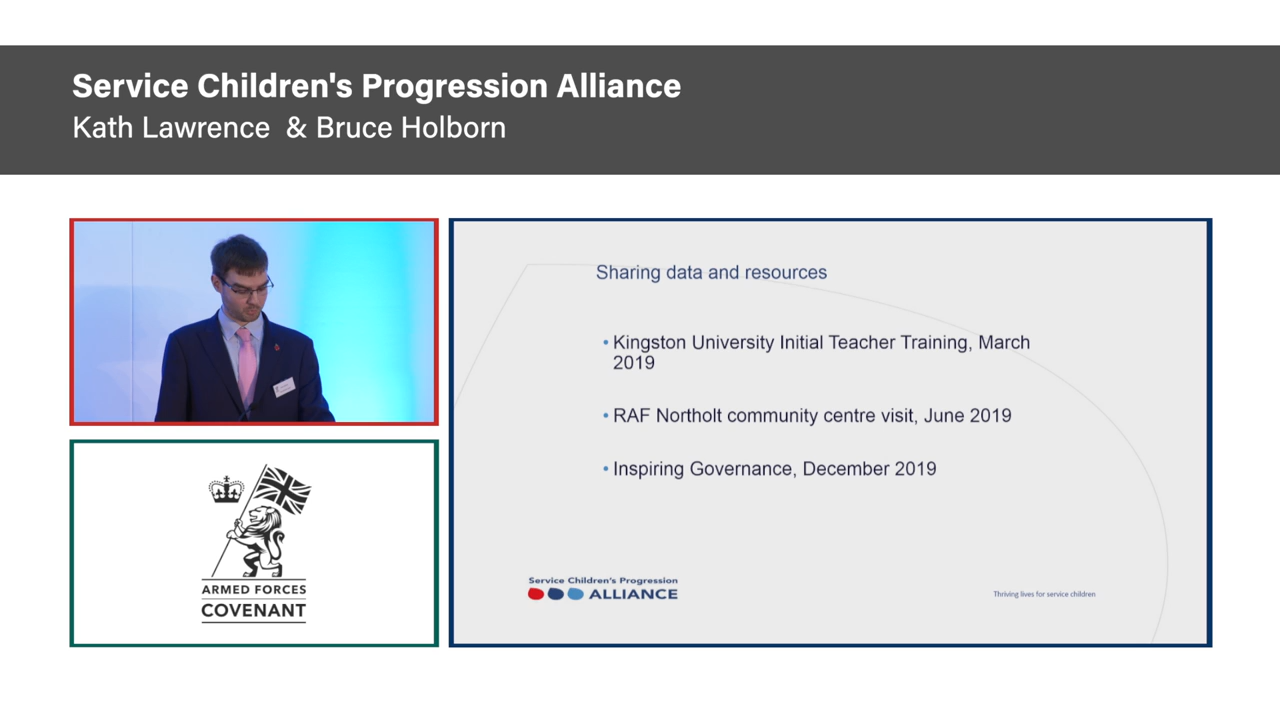 Service Children's Progression Alliance
Kath Lawrence & Bruce Holborn
Sharing data and resources
• Kingston University Initial Teacher Training, March
2019
• RAF Northolt community centre visit, June 2019
• Inspiring Governance, December 2019
Service Children's Progression
ALLIANCE
Thriving lives for service children
ARMED FORCES
COVENANT